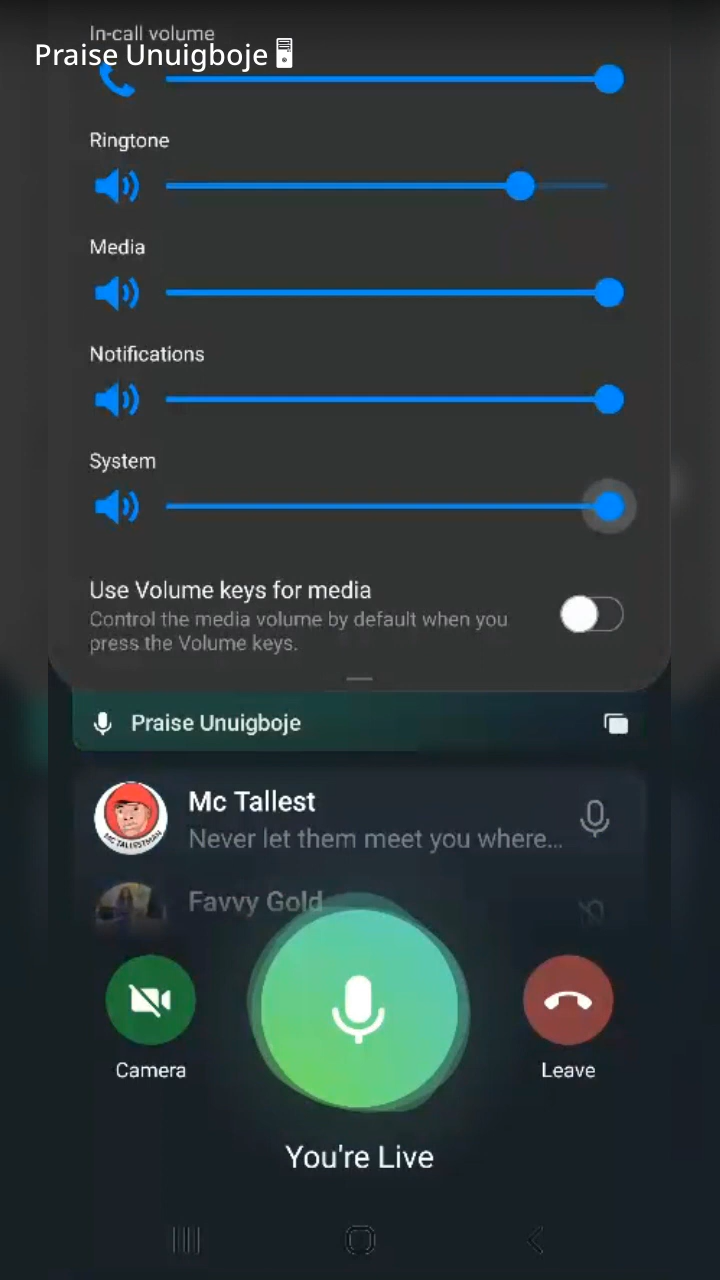 In-call volume
Praise Unuigboje
Ringtone
Media
Notifications
System
Use Volume keys for media
Control the media volume by default when you
press the Volume keys.
Praise Unuigboje
Mc Tallest
MC TALLESTMAN
Never let them meet you where...
Favvy Gold
Camera
Leave
You're Live